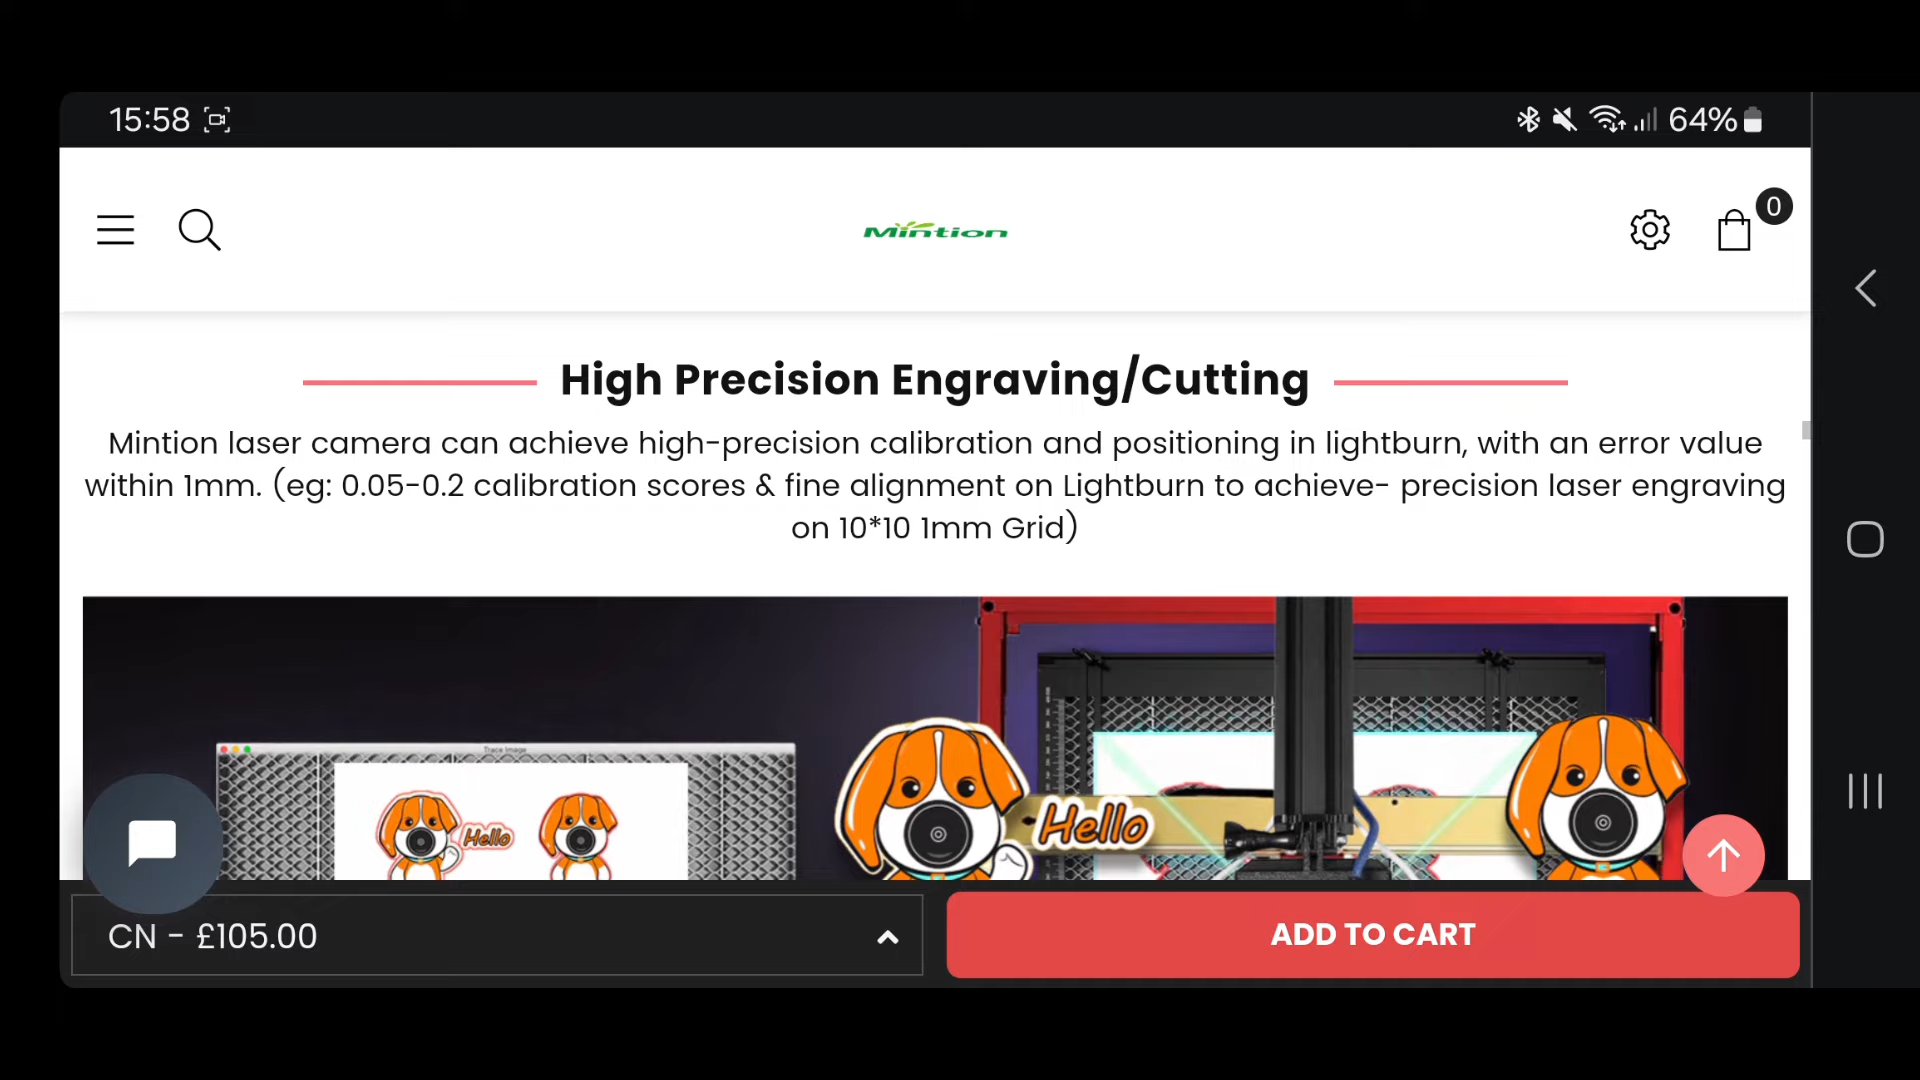 15:58
64%
0
Mintion
High Precision Engraving/Cutting
Mintion laser camera can achieve high-precision calibration and positioning in lightburn, with an error value
within 1mm. (eg: 0.05-0.2 calibration scores & fine alignment on Lightburn to achieve- precision laser engraving
on 10*10 1mm Grid)
Trace Image
Hello
Hello
CN - £105.00
ADD TO CART